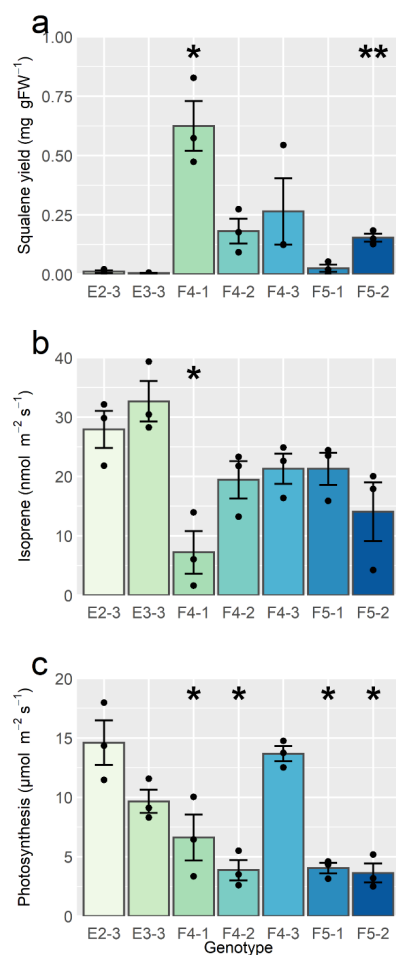 a
Squalene yield (mg gFW⁻¹)
1.00
0.75
0.50
0.25
0.00
* **
E2-3 E3-3 F4-1 F4-2 F4-3 F5-1 F5-2
b
Isoprene (nmol m⁻² s⁻¹)
40
30
20
10
0
*
E2-3 E3-3 F4-1 F4-2 F4-3 F5-1 F5-2
c
Photosynthesis (μmol m⁻² s⁻¹)
20
15
10
5
0
* * * *
E2-3 E3-3 F4-1 F4-2 F4-3 F5-1 F5-2
Genotype